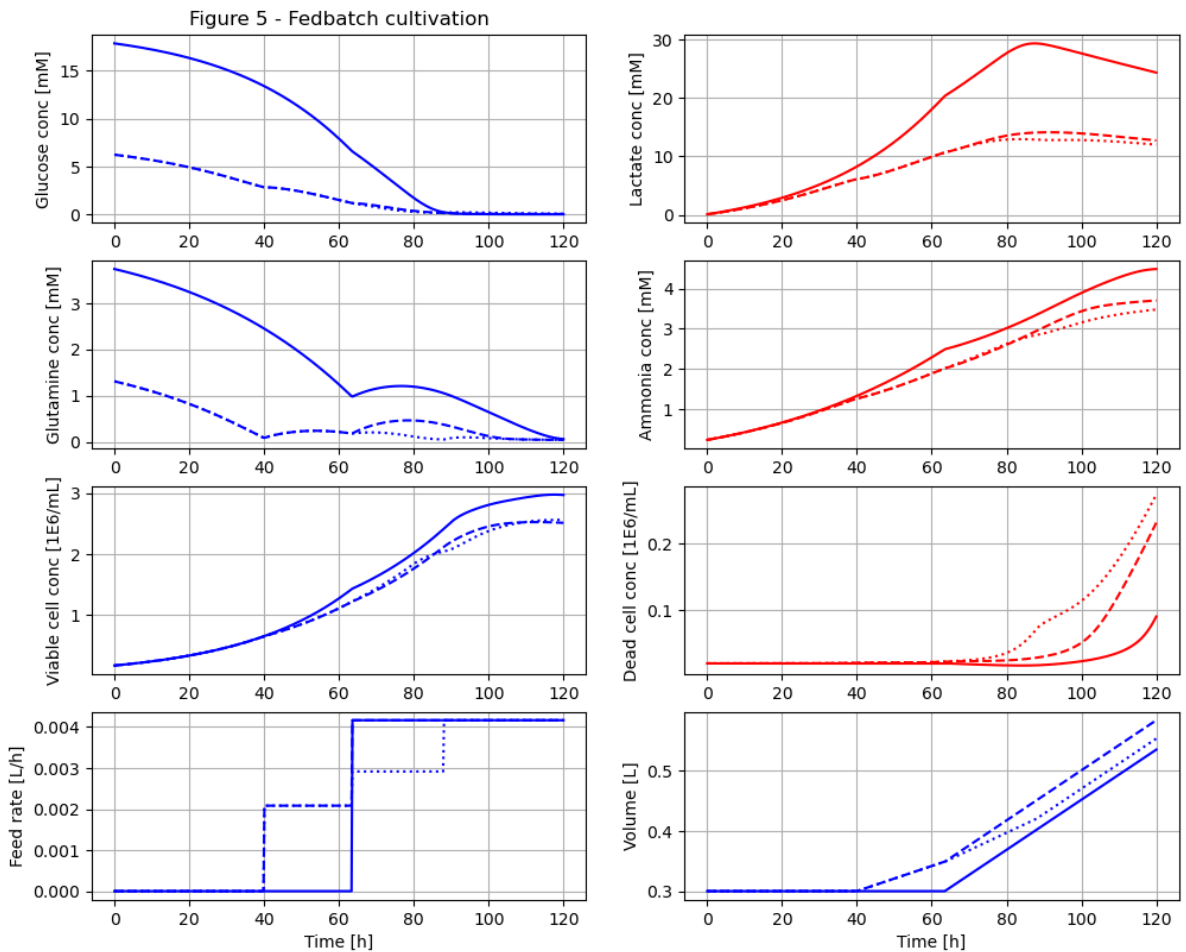 Figure 5 - Fedbatch cultivation
Glucose conc [mM]
15
10
5
0
0 20 40 60 80 100 120
Lactate conc [mM]
30
20
10
0
0 20 40 60 80 100 120
Glutamine conc [mM]
3
2
1
0
0 20 40 60 80 100 120
Ammonia conc [mM]
4
3
2
1
0 20 40 60 80 100 120
Viable cell conc [1E6/mL]
3
2
1
0 20 40 60 80 100 120
Dead cell conc [1E6/mL]
0.2
0.1
0 20 40 60 80 100 120
Feed rate [L/h]
0.004
0.003
0.002
0.001
0.000
0 20 40 60 80 100 120
Time [h]
Volume [L]
0.5
0.4
0.3
0 20 40 60 80 100 120
Time [h]